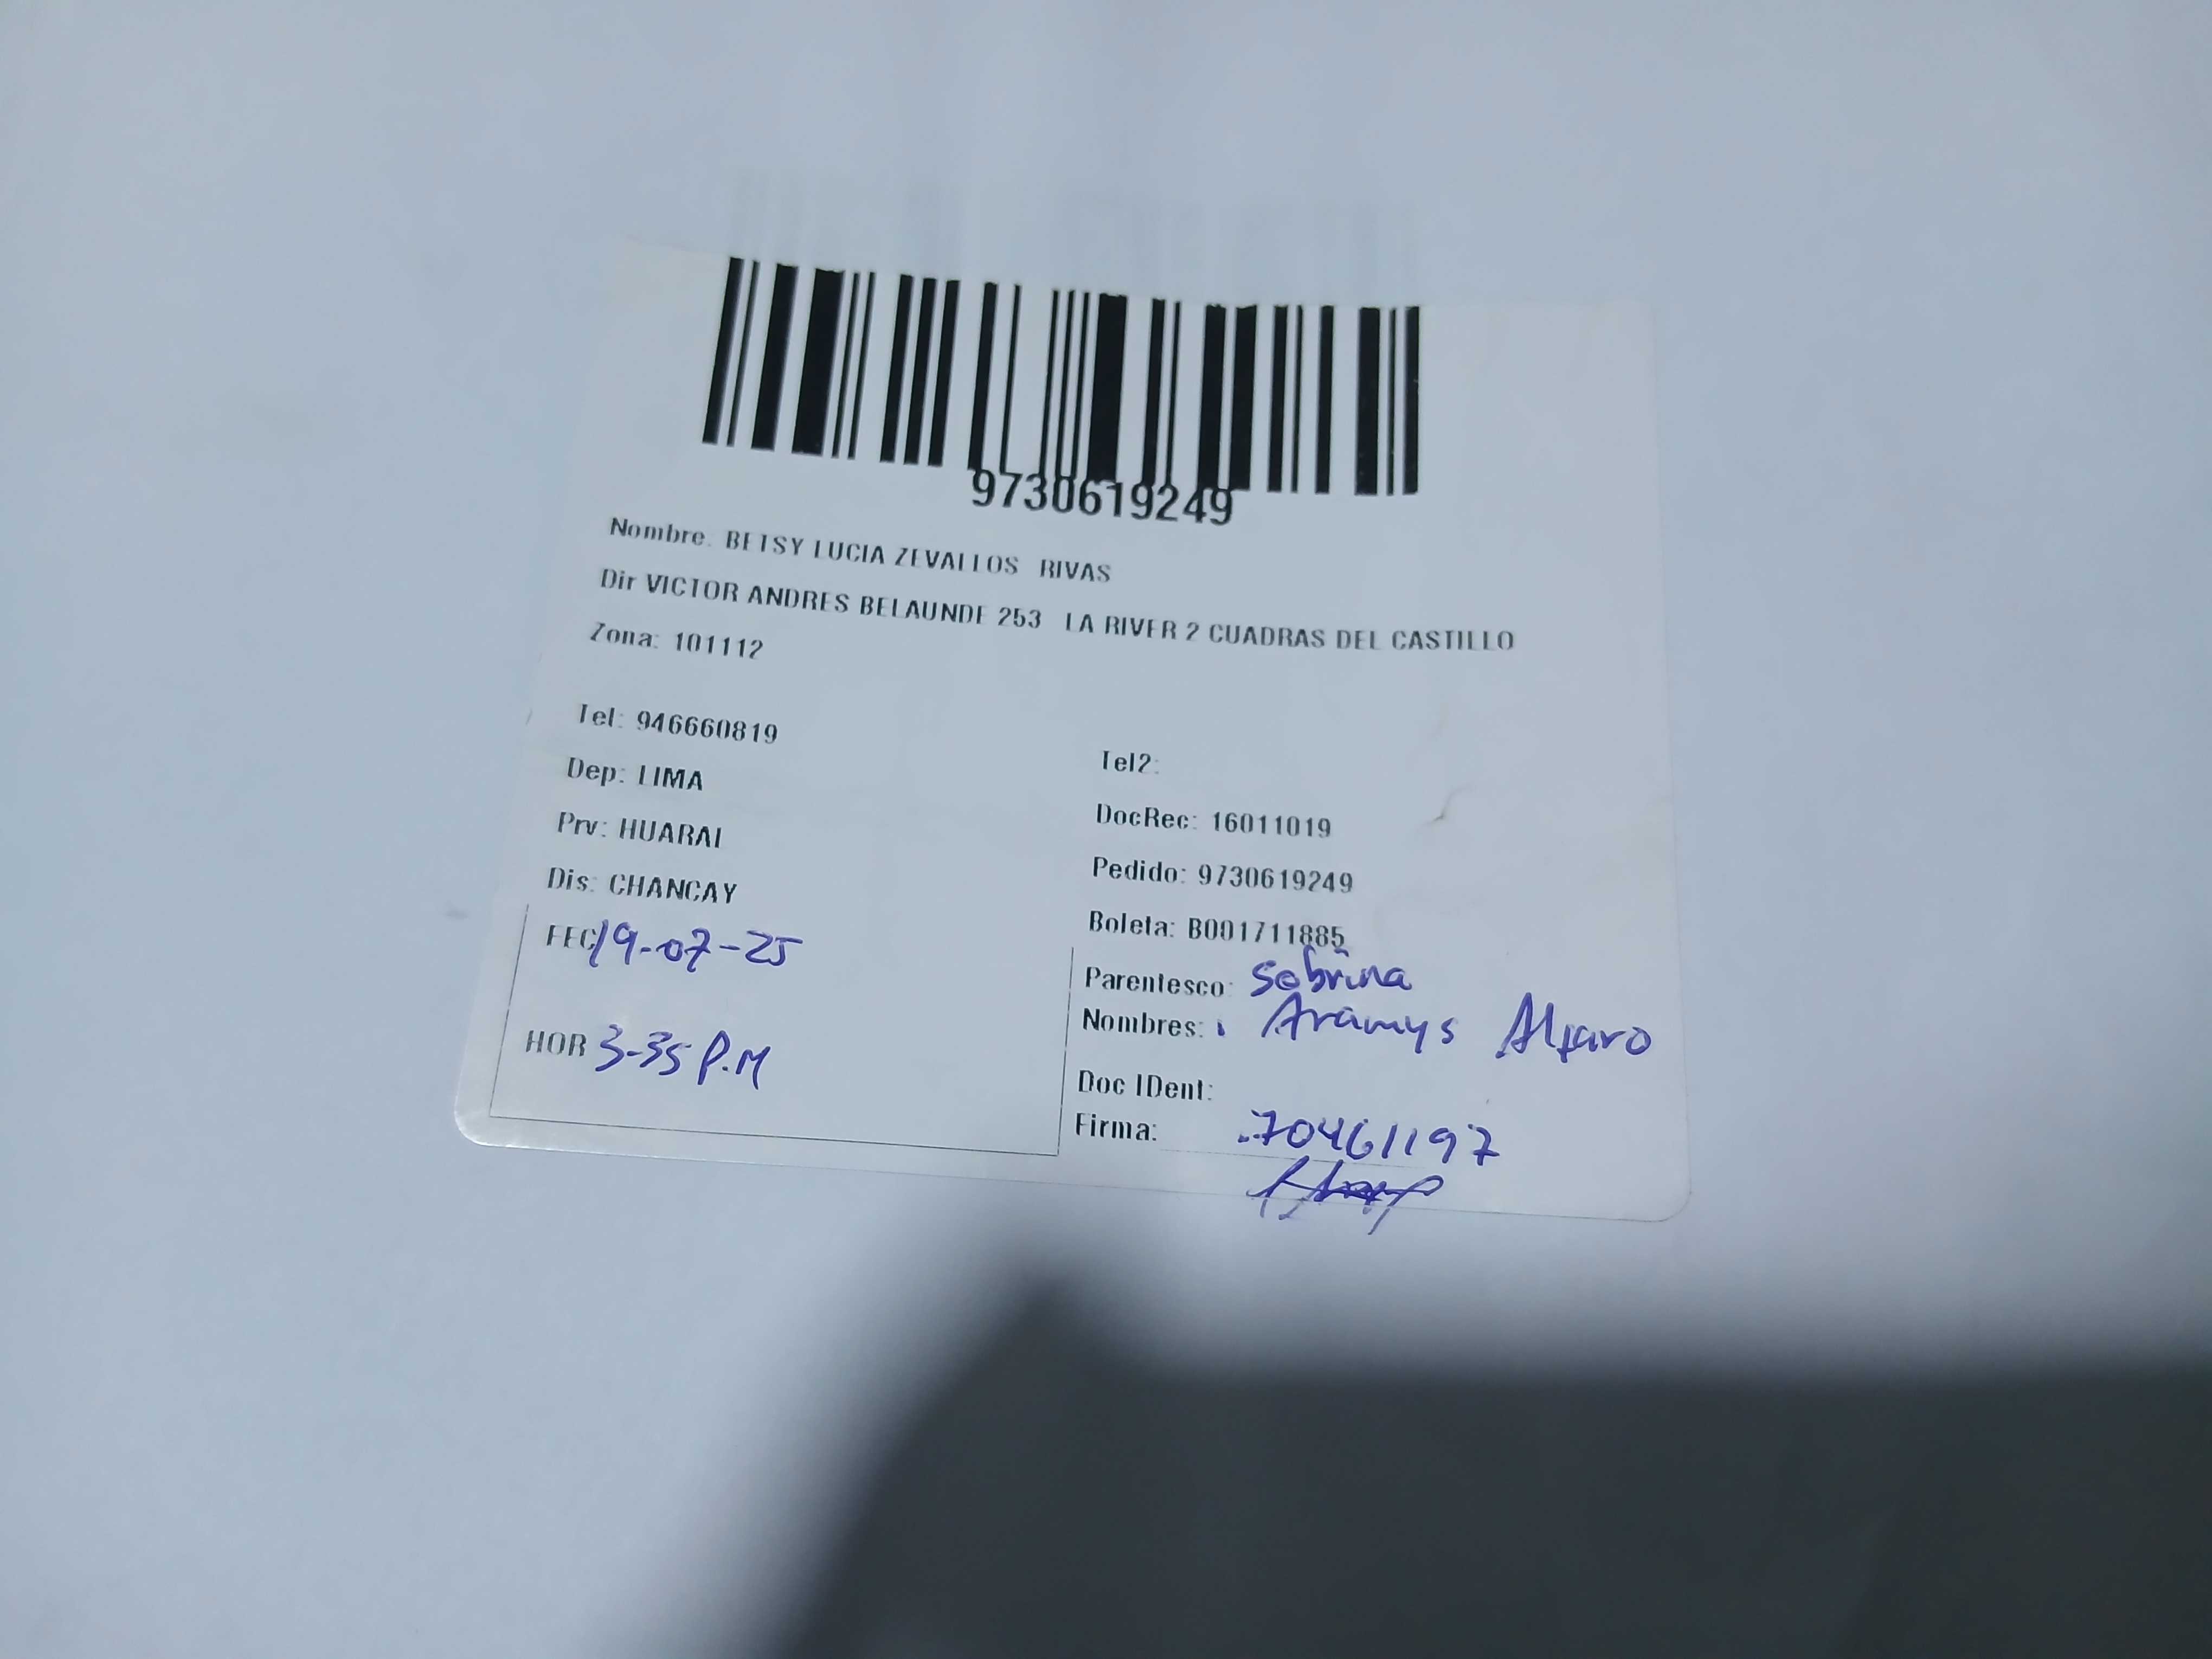 9730619249
Nombre. BETSY LUCIA ZEVALLOS RIVAS
Dir VICTOR ANDRES BELAUNDE 253 LA RIVER 2 CUADRAS DEL CASTILLO
Zona: 101112
Tel: 946660819
Tel2:
Dep: LIMA
DocRec: 16011019
Prv: HUARAI
Pedido: 9730619249
Dis: CHANCAY
Boleta: B001711885
FEC 19-07-25
Parentesco: Sobrina
Nombres: Aramys Alfaro
HOR 3-35 P.M
Doc IDent:
Firma: 70461197